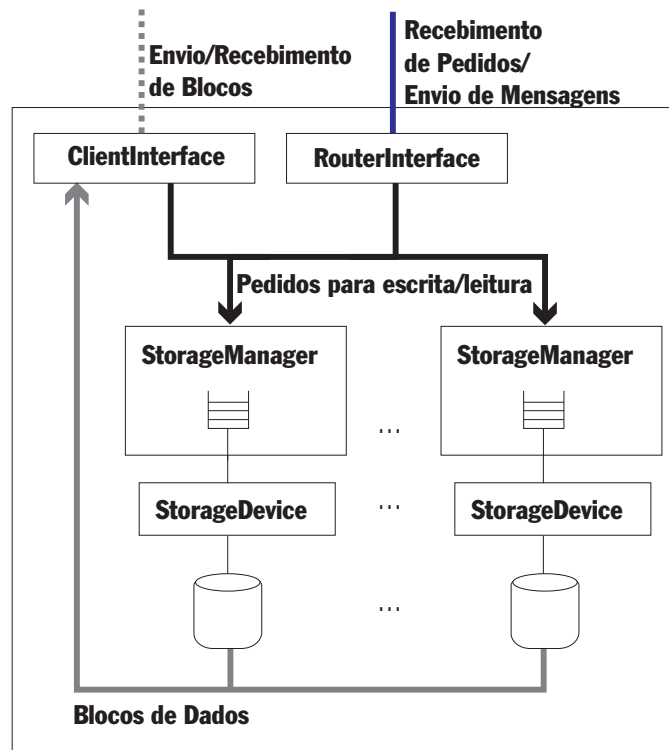 Envio/Recebimento
de Blocos
Recebimento
de Pedidos/
Envio de Mensagens
ClientInterface
RouterInterface
Pedidos para escrita/leitura
StorageManager
StorageManager
...
StorageDevice
...
StorageDevice
...
Blocos de Dados